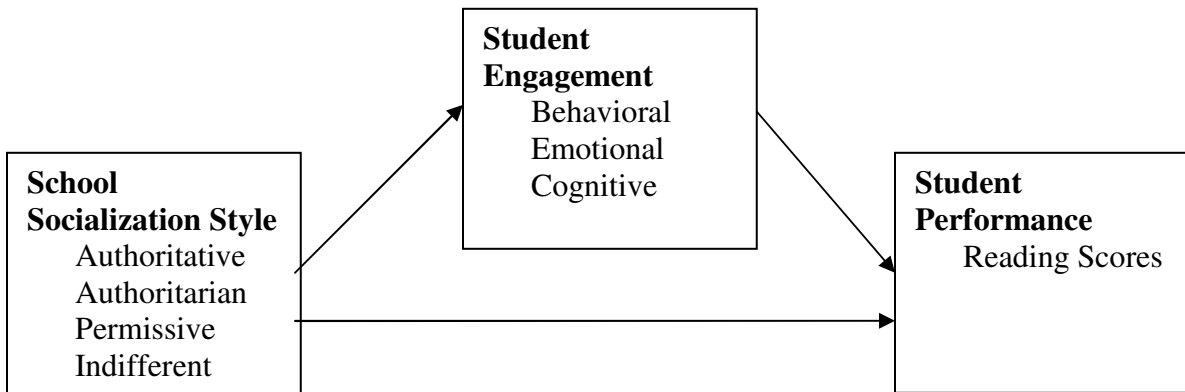 School
Socialization Style
Authoritative
Authoritarian
Permissive
Indifferent
Student
Engagement
Behavioral
Emotional
Cognitive
Student
Performance
Reading Scores